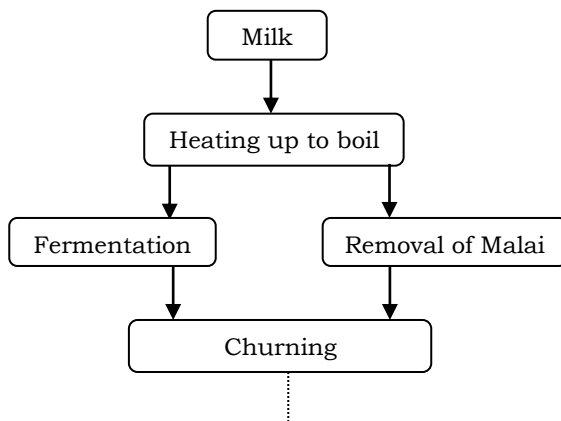 Milk
Heating up to boil
Fermentation
Removal of Malai
Churning